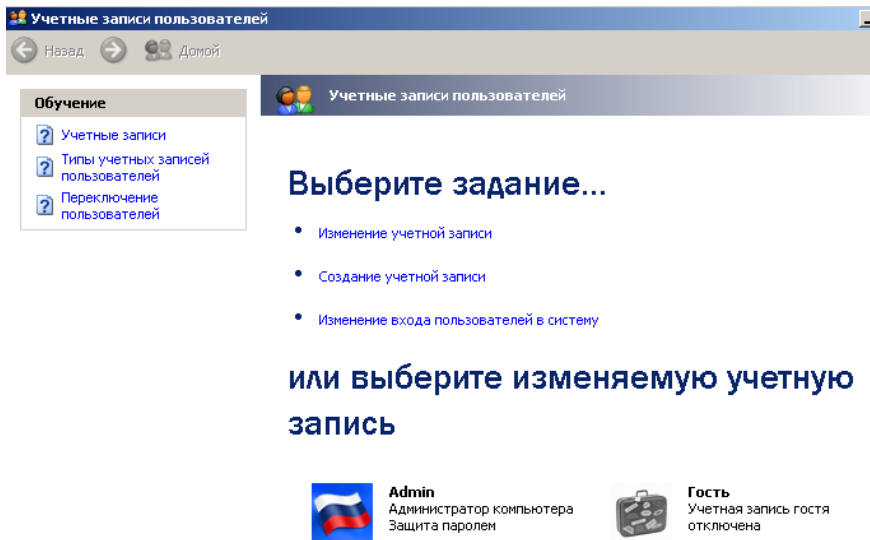 Учетные записи пользователей
Назад Домой
Обучение
Учетные записи
Типы учетных записей
пользователей
Переключение
пользователей
Учетные записи пользователей
Выберите задание...
Изменение учетной записи
Создание учетной записи
Изменение входа пользователей в систему
или выберите изменяемую учетную
запись
Admin
Администратор компьютера
Защита паролем
Гость
Учетная запись гостя
отключена